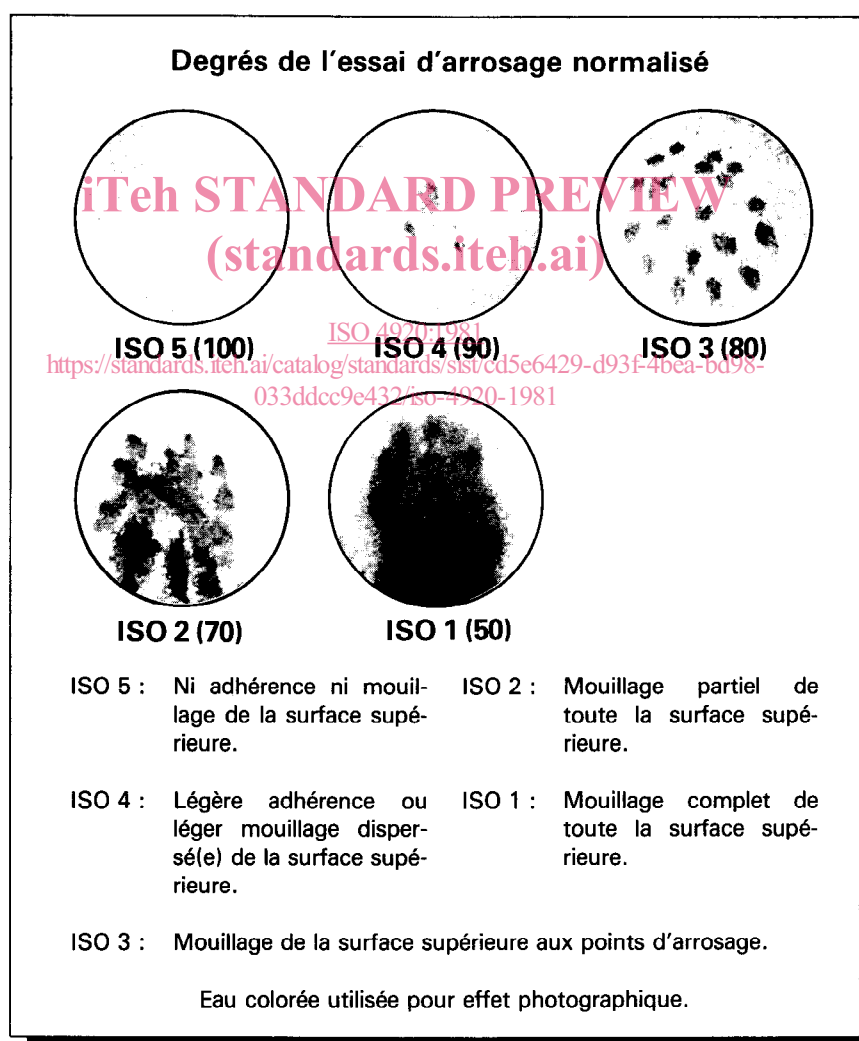 Degrés de l'essai d'arrosage normalisé
iTeh STANDARD PREVIEW
(standards.iteh.ai)
ISO 4920:1981
ISO 5 (100)
ISO 4 (90)
ISO 3 (80)
https://standards.iteh.ai/catalog/standards/sist/cd5e6429-d93f-4bea-bd98-
033ddcc9e432/iso-4920-1981
ISO 2 (70)
ISO 1 (50)
ISO 5 : Ni adhérence ni mouil-
lage de la surface supé-
rieure.
ISO 4 : Légère adhérence ou
léger mouillage disper-
sé(e) de la surface supé-
rieure.
ISO 2 : Mouillage partiel de
toute la surface supé-
rieure.
ISO 1 : Mouillage complet de
toute la surface supé-
rieure.
ISO 3 : Mouillage de la surface supérieure aux points d'arrosage.
Eau colorée utilisée pour effet photographique.